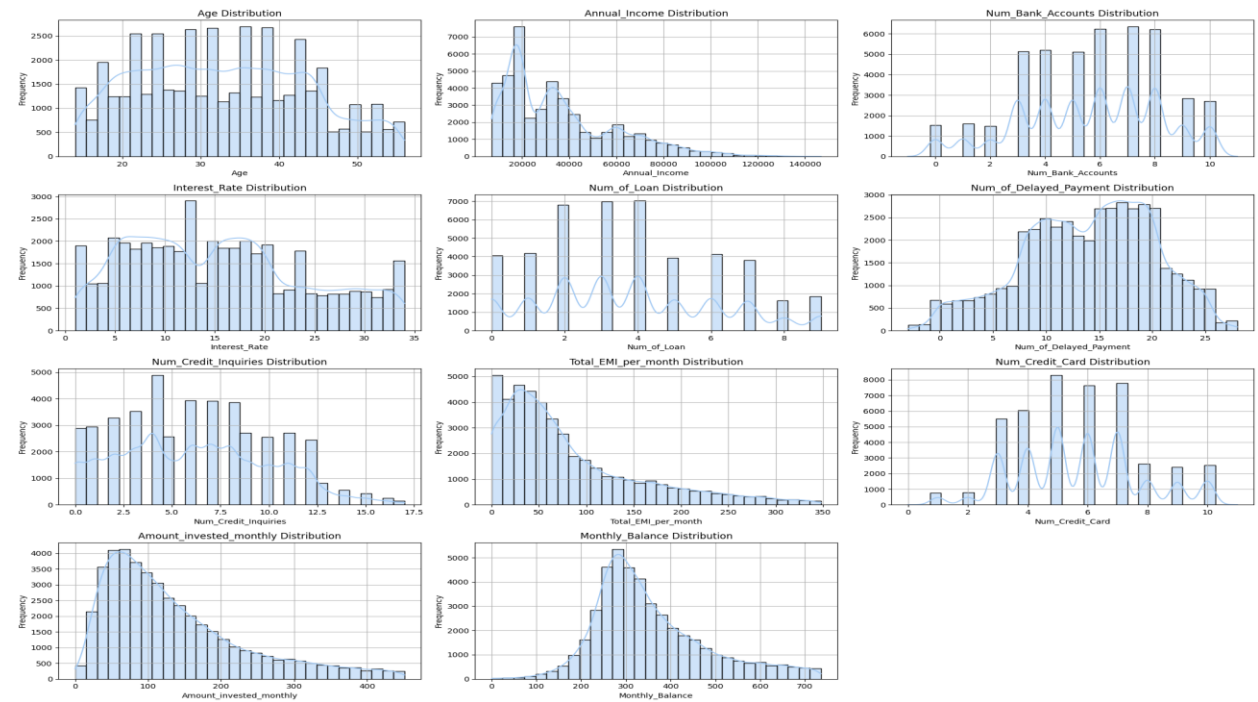 Age Distribution
Frequency
2500
2000
1500
1000
500
0
20 30 40 50
Age
Annual_Income Distribution
Frequency
7000
6000
5000
4000
3000
2000
1000
0
20000 40000 60000 80000 100000 120000 140000
Annual_Income
Num_Bank_Accounts Distribution
Frequency
6000
5000
4000
3000
2000
1000
0
0 2 4 6 8 10
Num_Bank_Accounts
Interest_Rate Distribution
Frequency
3000
2500
2000
1500
1000
500
0
0 5 10 15 20 25 30 35
Interest_Rate
Num_of_Loan Distribution
Frequency
7000
6000
5000
4000
3000
2000
1000
0
0 2 4 6 8
Num_of_Loan
Num_of_Delayed_Payment Distribution
Frequency
3000
2500
2000
1500
1000
500
0
0 5 10 15 20 25
Num_of_Delayed_Payment
Num_Credit_Inquiries Distribution
Frequency
5000
4000
3000
2000
1000
0
0.0 2.5 5.0 7.5 10.0 12.5 15.0 17.5
Num_Credit_Inquiries
Total_EMI_per_month Distribution
Frequency
5000
4000
3000
2000
1000
0
0 50 100 150 200 250 300 350
Total_EMI_per_month
Num_Credit_Card Distribution
Frequency
8000
7000
6000
5000
4000
3000
2000
1000
0
0 2 4 6 8 10
Num_Credit_Card
Amount_invested_monthly Distribution
Frequency
4000
3500
3000
2500
2000
1500
1000
500
0
0 100 200 300 400
Amount_invested_monthly
Monthly_Balance Distribution
Frequency
5000
4000
3000
2000
1000
0
0 100 200 300 400 500 600 700
Monthly_Balance